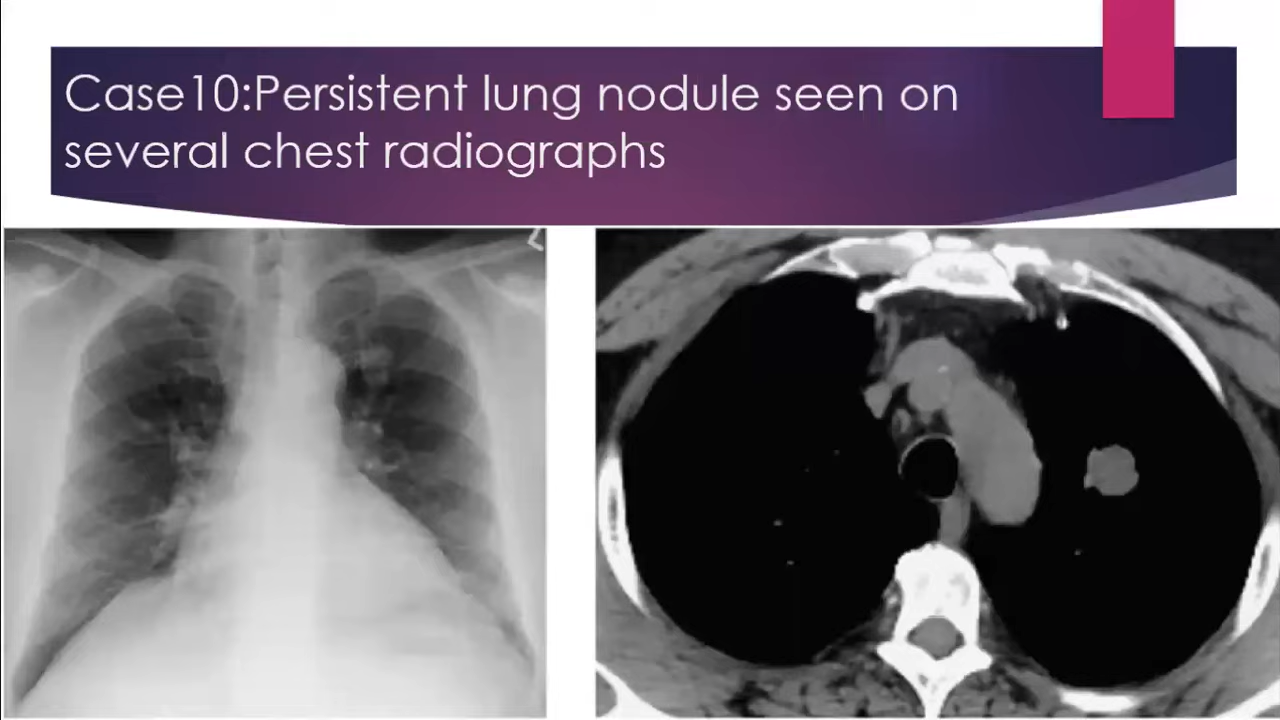 Case10:Persistent lung nodule seen on
several chest radiographs
L